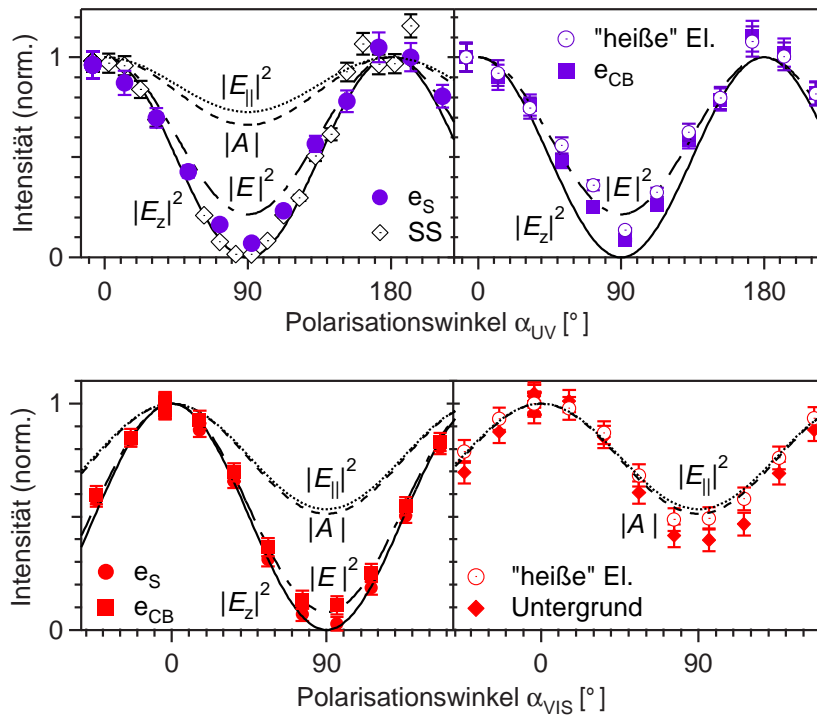 Intensität (norm.)
1
0
|E|||²
|A|
|E|²
|Ez|²
eS
SS
"heiße" El.
eCB
|E|²
|Ez|²
0 90 180 0 90 180
Polarisationswinkel αUV [°]
Intensität (norm.)
1
0
|E|||²
|A|
|E|²
|Ez|²
eS
eCB
|E|||²
|A|
"heiße" El.
Untergrund
0 90 0 90
Polarisationswinkel αVIS [°]